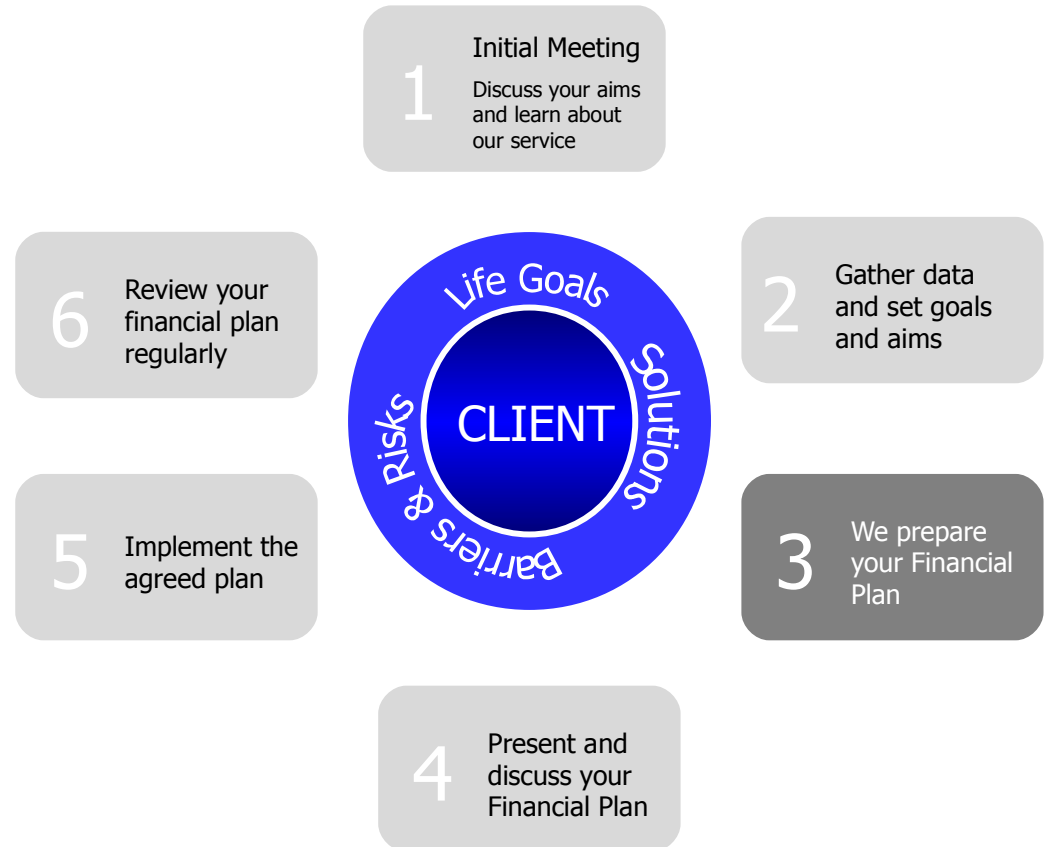 1
Initial Meeting
Discuss your aims
and learn about
our service
2
Gather data
and set goals
and aims
3
We prepare
your Financial
Plan
4
Present and
discuss your
Financial Plan
5
Implement the
agreed plan
6
Review your
financial plan
regularly
Life Goals
Solutions
Barriers & Risks
CLIENT